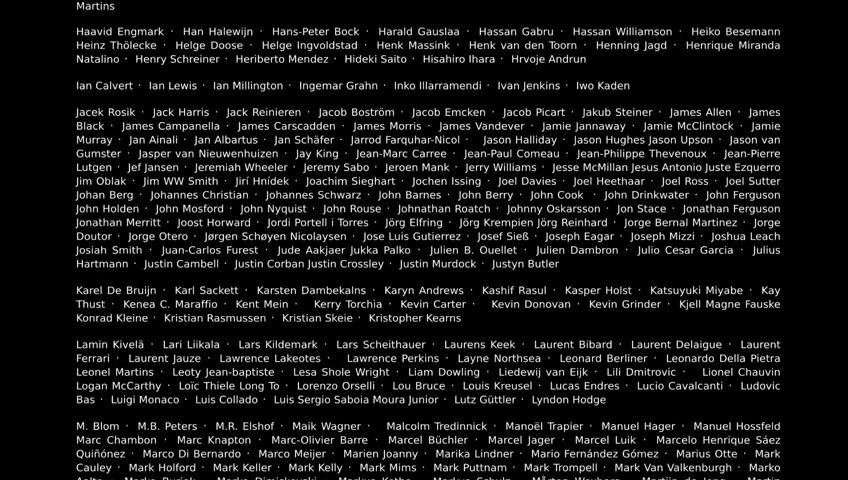 Martins
Haavid Engmark · Han Halewijn · Hans-Peter Bock · Harald Gauslaa · Hassan Gabru · Hassan Williamson · Heiko Besemann
Heinz Thölecke · Helge Doose · Helge Ingvoldstad · Henk Massink · Henk van den Toorn · Henning Jagd · Henrique Miranda
Natalino · Henry Schreiner · Heriberto Mendez · Hideki Saito · Hisahiro Ihara · Hrvoje Andrun
Ian Calvert · Ian Lewis · Ian Millington · Ingemar Grahn · Inko Illarramendi · Ivan Jenkins · Iwo Kaden
Jacek Rosik · Jack Harris · Jack Reinieren · Jacob Boström · Jacob Emcken · Jacob Picart · Jakub Steiner · James Allen · James
Black · James Campanella · James Carscadden · James Morris · James Vandever · Jamie Jannaway · Jamie McClintock · Jamie
Murray · Jan Ainali · Jan Albartus · Jan Schäfer · Jarrod Farquhar-Nicol · Jason Halliday · Jason Hughes Jason Upson · Jason van
Gumster · Jasper van Nieuwenhuizen · Jay King · Jean-Marc Carree · Jean-Paul Comeau · Jean-Philippe Thevenoux · Jean-Pierre
Lutgen · Jef Jansen · Jeremiah Wheeler · Jeremy Sabo · Jeroen Mank · Jerry Williams · Jesse McMillan Jesus Antonio Juste Ezquerro
Jim Oblak · Jim WW Smith · Jirí Hnídek · Joachim Sieghart · Jochen Issing · Joel Davies · Joel Heethaar · Joel Ross · Joel Sutter
Johan Berg · Johannes Christian · Johannes Schwarz · John Barnes · John Berry · John Cook · John Drinkwater · John Ferguson
John Holden · John Mosford · John Nyquist · John Rouse · Johnathan Roatch · Johnny Oskarsson · Jon Stace · Jonathan Ferguson
Jonathan Merritt · Joost Horward · Jordi Portell i Torres · Jörg Elfring · Jörg Krempien Jörg Reinhard · Jorge Bernal Martinez · Jorge
Doutor · Jorge Otero · Jørgen Schøyen Nicolaysen · Jose Luis Gutierrez · Josef Sieß · Joseph Eagar · Joseph Mizzi · Joshua Leach
Josiah Smith · Juan-Carlos Furest · Jude Aakjaer Jukka Palko · Julien B. Ouellet · Julien Dambron · Julio Cesar Garcia · Julius
Hartmann · Justin Cambell · Justin Corban Justin Crossley · Justin Murdock · Justyn Butler
Karel De Bruijn · Karl Sackett · Karsten Dambekalns · Karyn Andrews · Kashif Rasul · Kasper Holst · Katsuyuki Miyabe · Kay
Thust · Kenea C. Maraffio · Kent Mein · Kerry Torchia · Kevin Carter · Kevin Donovan · Kevin Grinder · Kjell Magne Fauske
Konrad Kleine · Kristian Rasmussen · Kristian Skeie · Kristopher Kearns
Lamin Kivelä · Lari Liikala · Lars Kildemark · Lars Scheithauer · Laurens Keek · Laurent Bibard · Laurent Delaigue · Laurent
Ferrari · Laurent Jauze · Lawrence Lakeotes · Lawrence Perkins · Layne Northsea · Leonard Berliner · Leonardo Della Pietra
Leonel Martins · Leoty Jean-baptiste · Lesa Shole Wright · Liam Dowling · Liedewij van Eijk · Lili Dmitrovic · Lionel Chauvin
Logan McCarthy · Loïc Thiele Long To · Lorenzo Orselli · Lou Bruce · Louis Kreusel · Lucas Endres · Lucio Cavalcanti · Ludovic
Bas · Luigi Monaco · Luis Collado · Luis Sergio Saboia Moura Junior · Lutz Güttler · Lyndon Hodge
M. Blom · M.B. Peters · M.R. Elshof · Maik Wagner · Malcolm Tredinnick · Manoël Trapier · Manuel Hager · Manuel Hossfeld
Marc Chambon · Marc Knapton · Marc-Olivier Barre · Marcel Büchler · Marcel Jager · Marcel Luik · Marcelo Henrique Sáez
Quiñónez · Marco Di Bernardo · Marco Meijer · Marien Joanny · Marika Lindner · Mario Fernández Gómez · Marius Otte · Mark
Cauley · Mark Holford · Mark Keller · Mark Kelly · Mark Mims · Mark Puttnam · Mark Trompell · Mark Van Valkenburgh · Marko